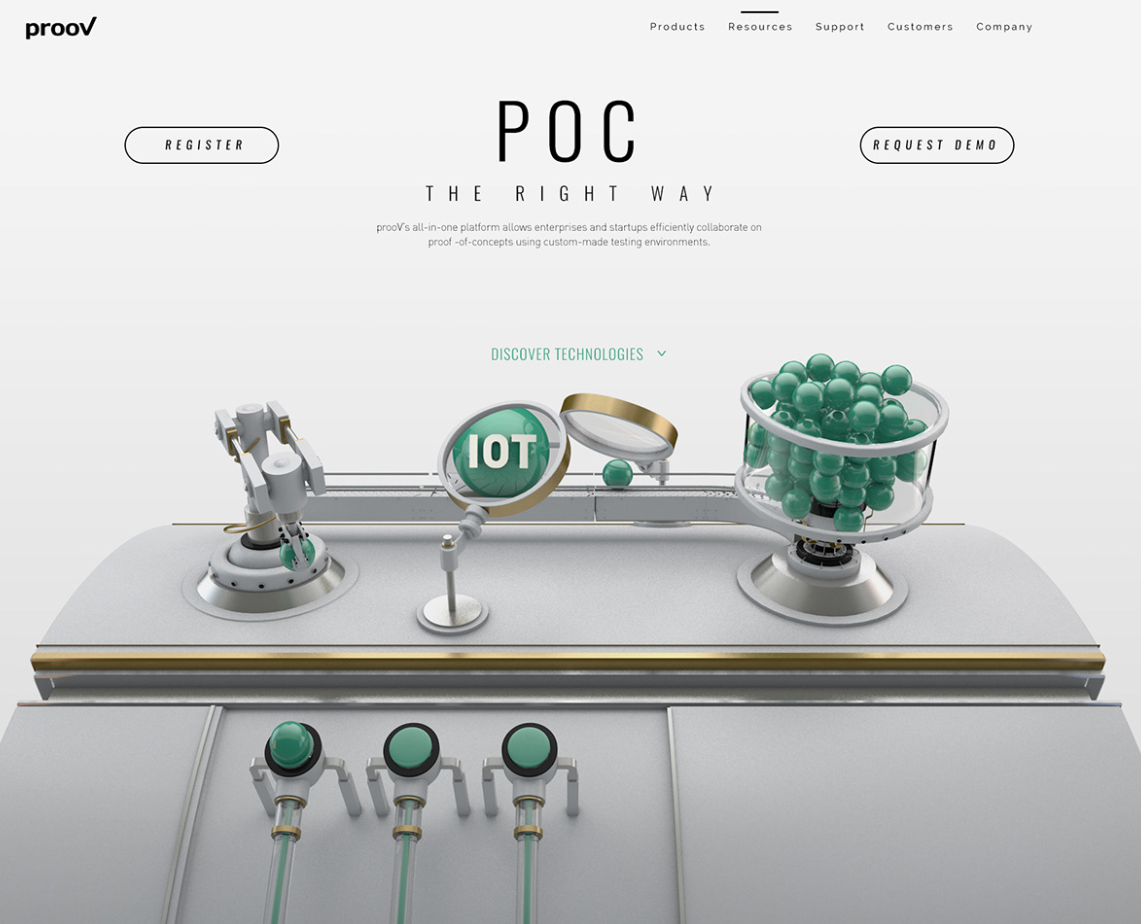 prooV
Products Resources Support Customers Company
REGISTER
POC
REQUEST DEMO
THE RIGHT WAY
prooV's all-in-one platform allows enterprises and startups efficiently collaborate on
proof -of-concepts using custom-made testing environments.
DISCOVER TECHNOLOGIES
IOT